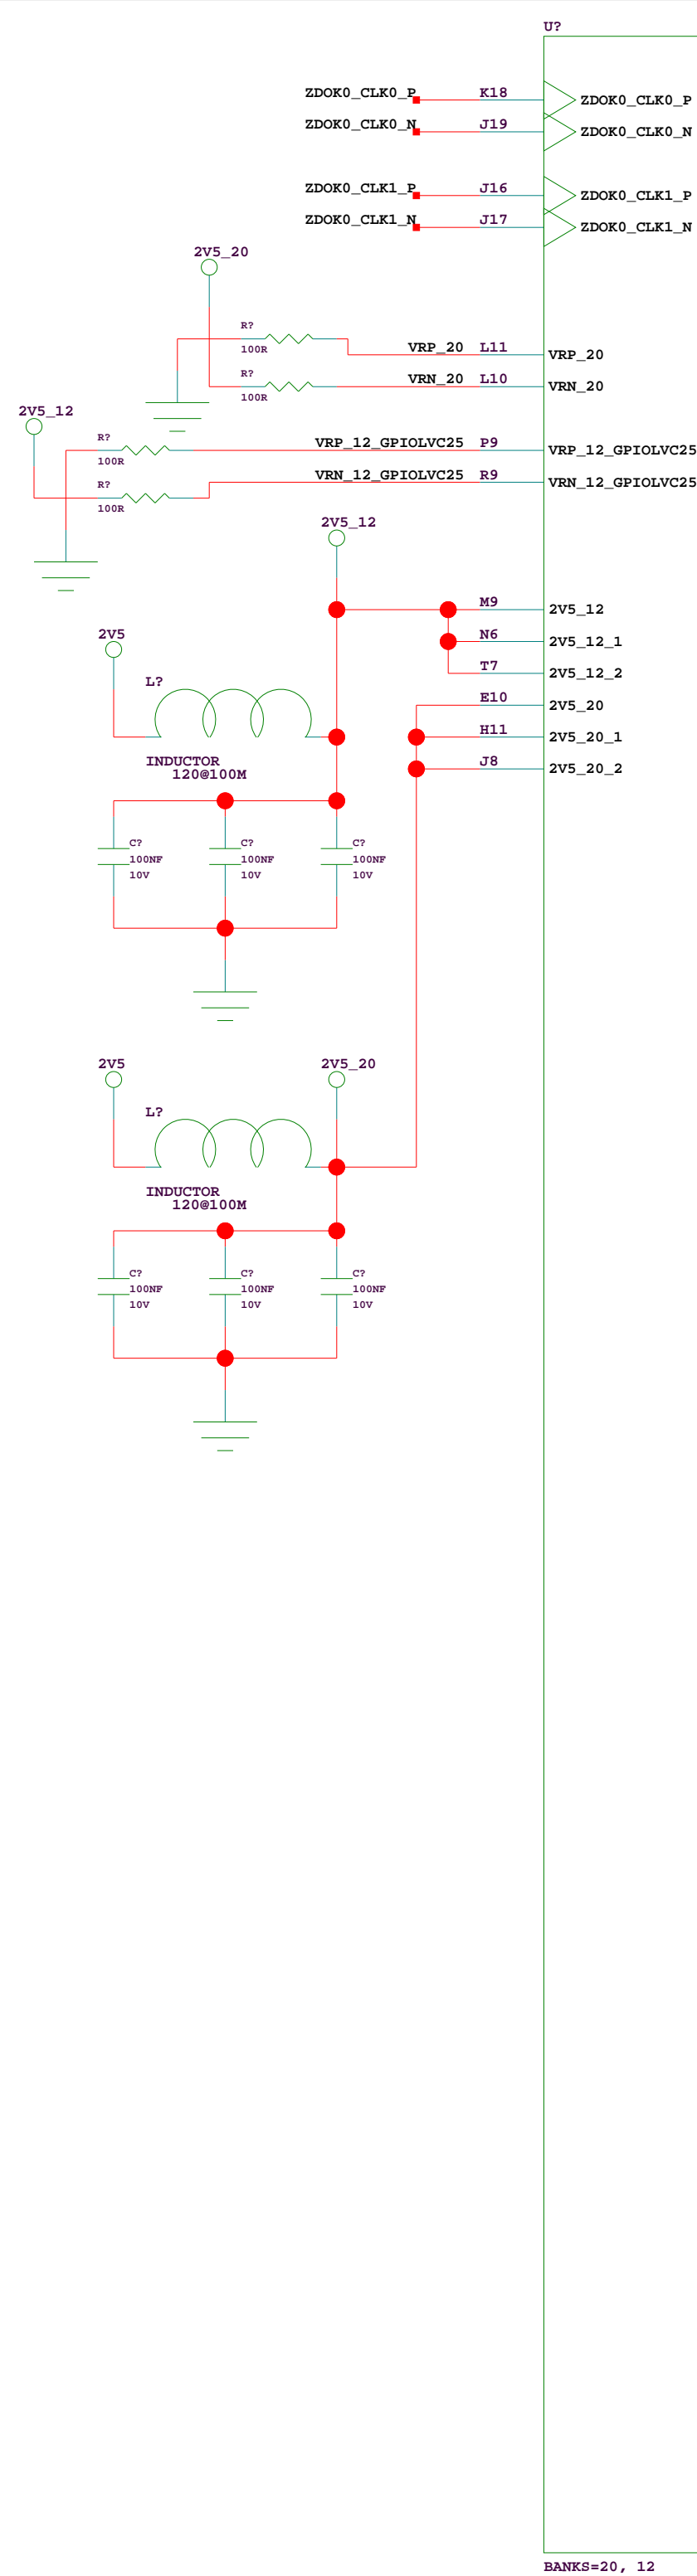 U?
ZDOK0_CLK0_P K18 ZDOK0_CLK0_P
ZDOK0_CLK0_N J19 ZDOK0_CLK0_N
ZDOK0_CLK1_P J16 ZDOK0_CLK1_P
ZDOK0_CLK1_N J17 ZDOK0_CLK1_N
2V5_20
R?
100R
VRP_20 L11 VRP_20
R?
100R
VRN_20 L10 VRN_20
2V5_12
R?
100R
VRP_12_GPIOLVC25 P9 VRP_12_GPIOLVC25
R?
100R
VRN_12_GPIOLVC25 R9 VRN_12_GPIOLVC25
2V5_12
M9 2V5_12
2V5
N6 2V5_12_1
T7 2V5_12_2
L?
E10 2V5_20
H11 2V5_20_1
INDUCTOR
120@100M
J8 2V5_20_2
C? C? C?
100NF 100NF 100NF
10V 10V 10V
2V5 2V5_20
L?
INDUCTOR
120@100M
C? C? C?
100NF 100NF 100NF
10V 10V 10V
BANKS=20, 12